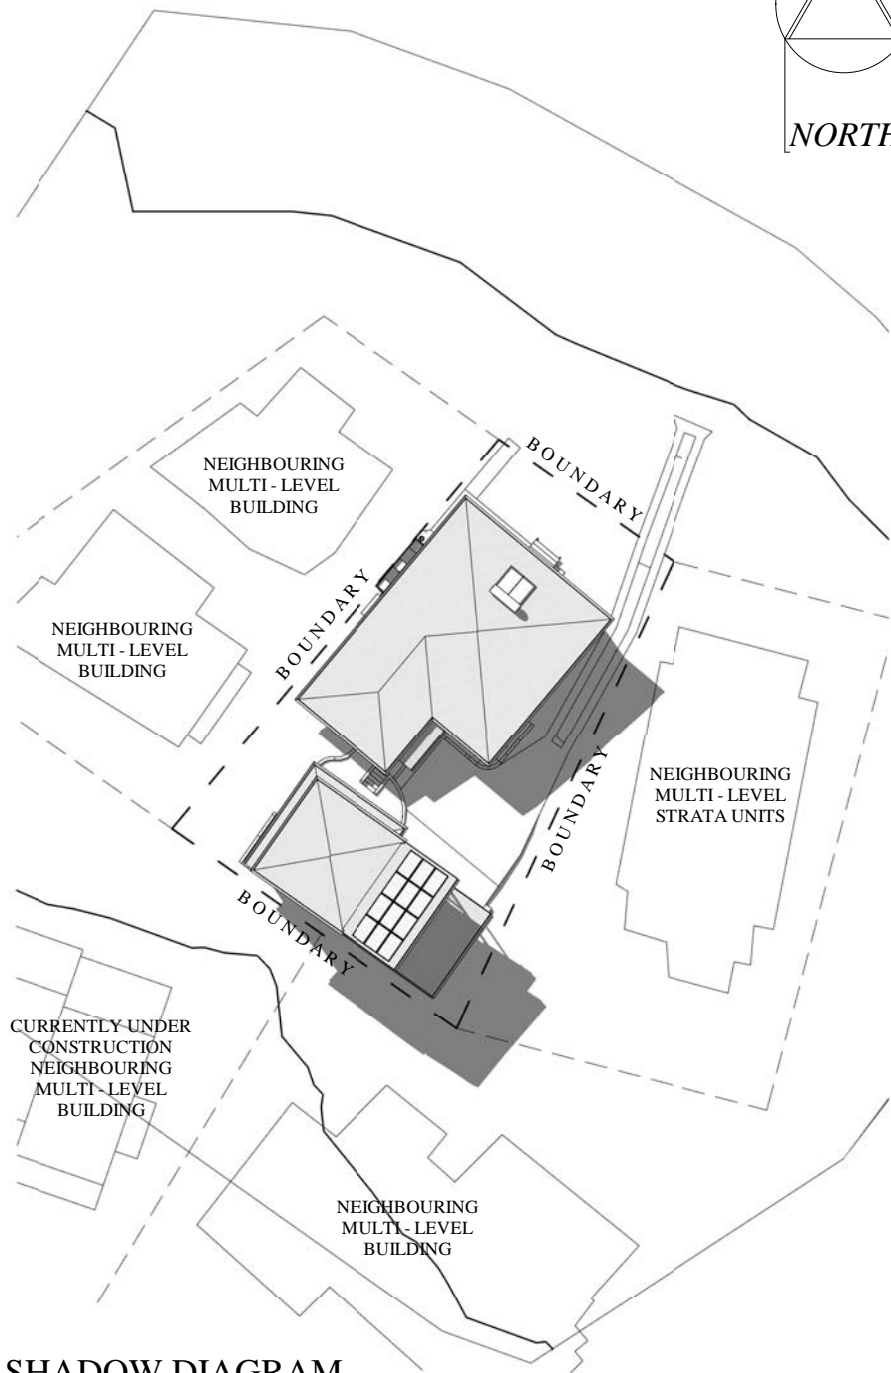 NORTH
BOUNDARY
NEIGHBOURING
MULTI - LEVEL
BUILDING
BOUNDARY
NEIGHBOURING
MULTI - LEVEL
BUILDING
NEIGHBOURING
MULTI - LEVEL
STRATA UNITS
BOUNDARY
BOUNDARY
CURRENTLY UNDER
CONSTRUCTION
NEIGHBOURING
MULTI - LEVEL
BUILDING
NEIGHBOURING
MULTI - LEVEL
BUILDING
SHADOW DIAGRAM